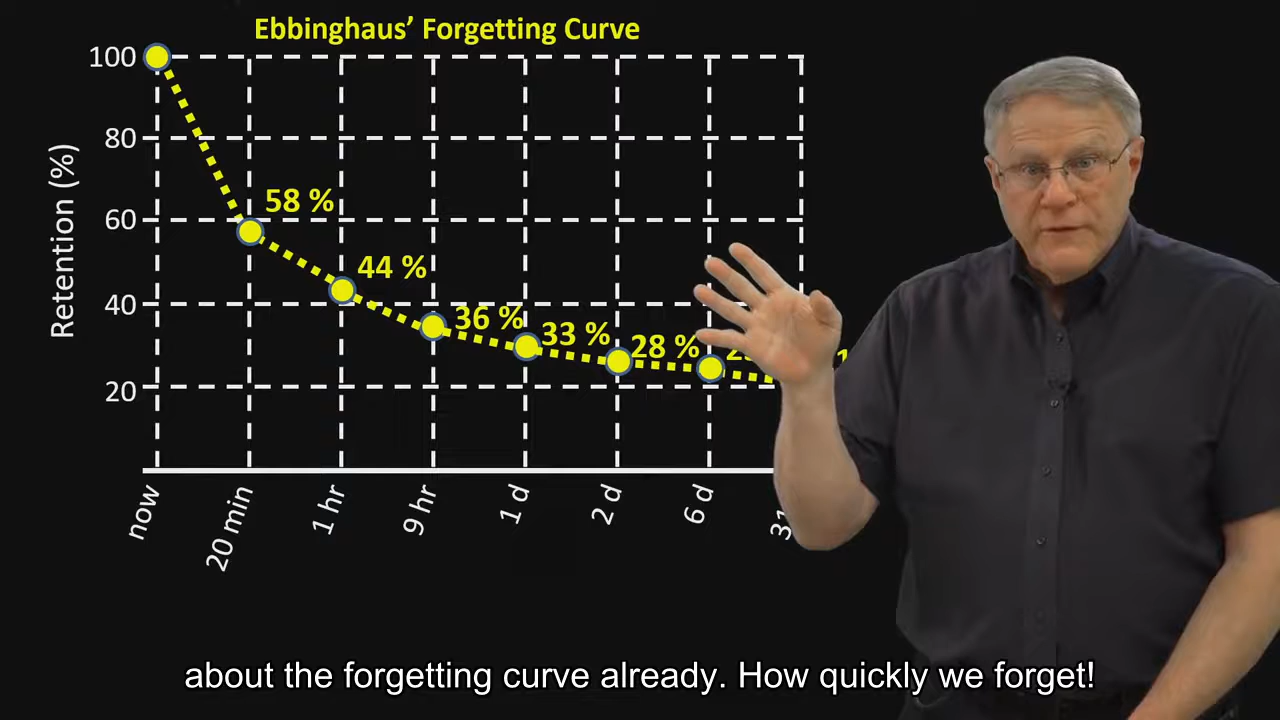 Ebbinghaus’ Forgetting Curve
100
80
60
40
20
Retention (%)
58 %
44 %
36 %
33 %
28 %
now
20 min
1 hr
9 hr
1 d
2 d
6 d
about the forgetting curve already. How quickly we forget!